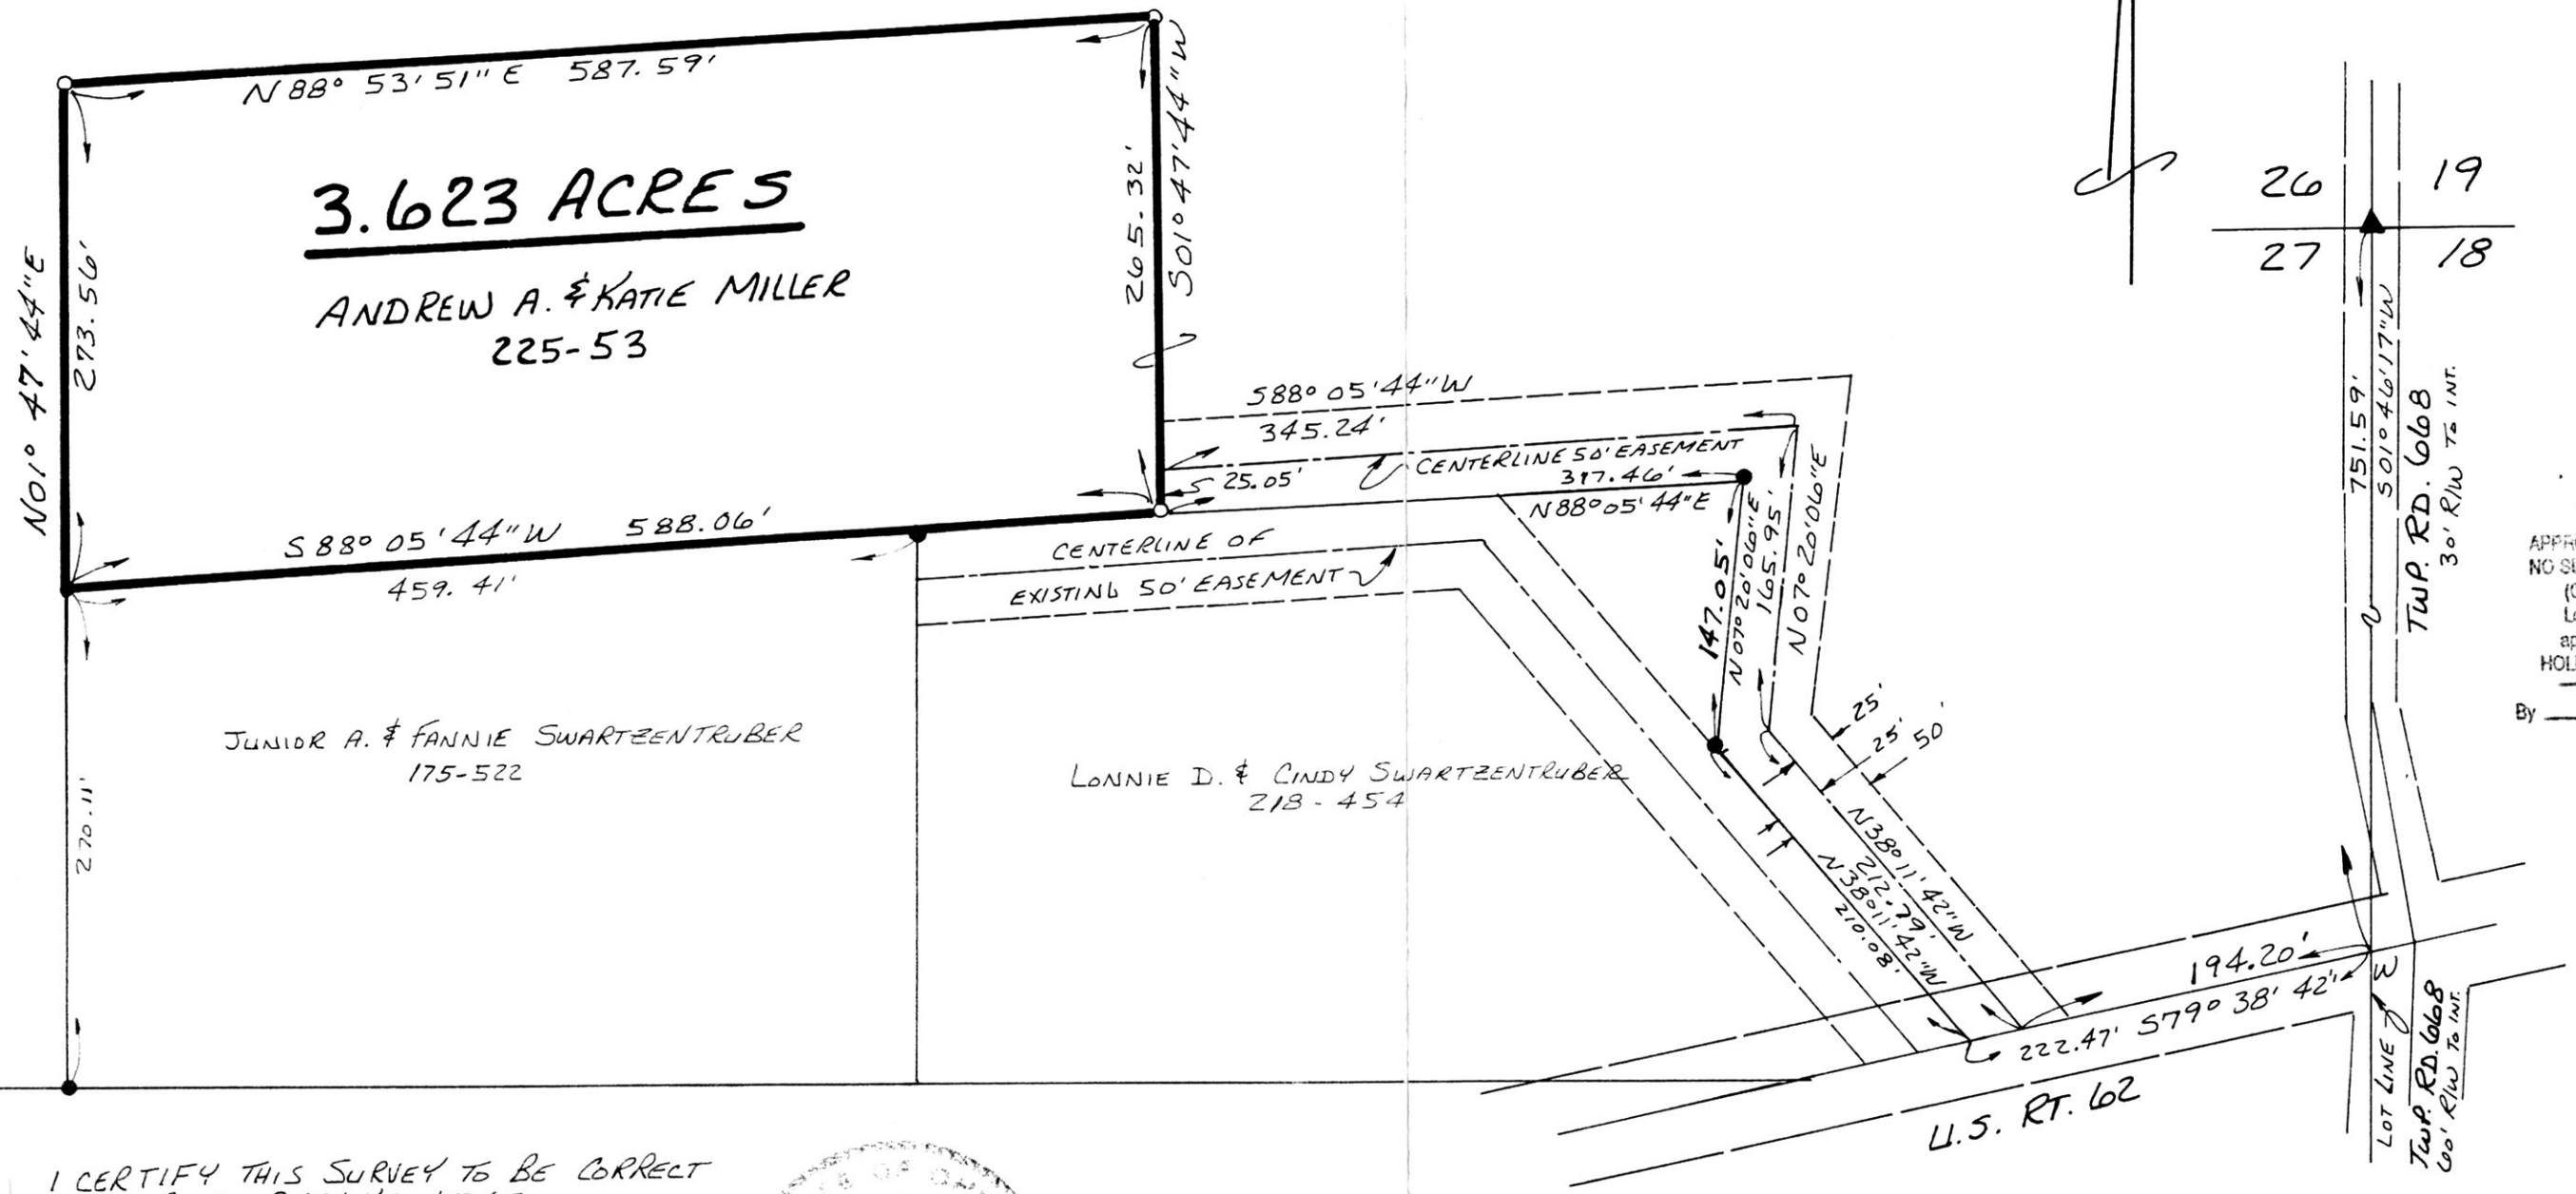 N88° 53' 51" E 587.59'
3.623 ACRES
ANDREW A. & KATIE MILLER
225-53
N01° 47' 44" E
273.56'
265.32'
S01° 47' 44" W
S88° 05' 44" W 588.06'
459.41'
270.11'
JUNIOR A. & FANNIE SWARTZENTRUBER
175-522
LONNIE D. & CINDY SWARTZENTRUBER
218-454
S88° 05' 44" W
345.24'
CENTERLINE 50' EASEMENT
25.05'
317.46'
N88° 05' 44" E
CENTERLINE OF
EXISTING 50' EASEMENT
147.05'
N07° 20' 06" E
165.95'
N07° 20' 06" E
25'
25'
50'
N38° 11' 42" W
212.79'
N38° 11' 42" W
210.08'
26 19
27 18
751.59'
S01° 46' 17" W
TWP. RD. 668
30' R/W TO INT.
NO
HOL
By
194.20'
222.47' S79° 38' 42"
W
U.S. RT. 62
LOT LINE
TWP. RD. 668
60' R/W TO INT.
I CERTIFY THIS SURVEY TO BE CORRECT
OF